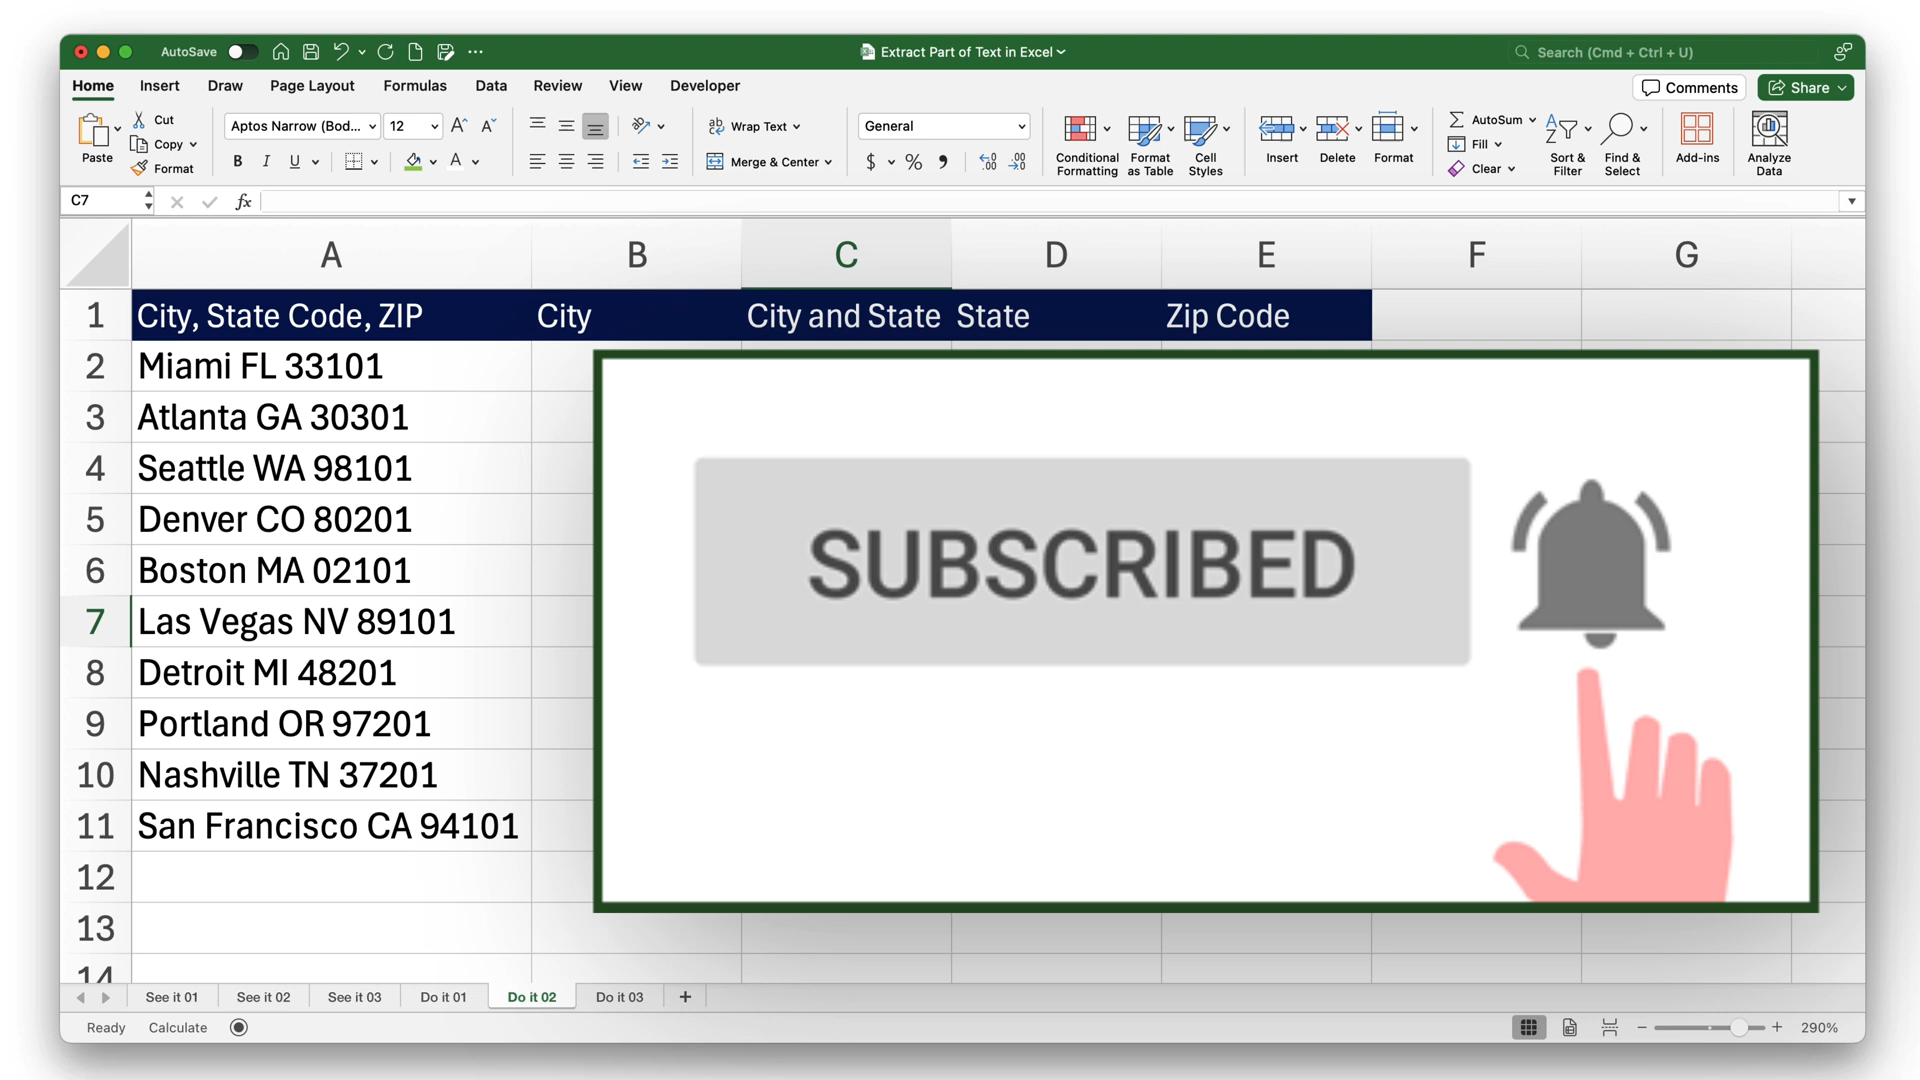 AutoSave
Extract Part of Text in Excel
Search (Cmd + Ctrl + U)
Home Insert Draw Page Layout Formulas Data Review View Developer
Comments Share
Paste
Cut
Copy
Format
Aptos Narrow (Bod... 12
B I U
Wrap Text
Merge & Center
General
$ % 9
Conditional Formatting
Format as Table
Cell Styles
Insert
Delete
Format
AutoSum
Fill
Clear
Sort & Filter
Find & Select
Add-ins
Analyze Data
C7
fx
A B C D E F G
1 City, State Code, ZIP City City and State State Zip Code
2 Miami FL 33101
3 Atlanta GA 30301
4 Seattle WA 98101
5 Denver CO 80201
6 Boston MA 02101
7 Las Vegas NV 89101
8 Detroit MI 48201
9 Portland OR 97201
10 Nashville TN 37201
11 San Francisco CA 94101
12
13
14
SUBSCRIBED
See it 01 See it 02 See it 03 Do it 01 Do it 02 Do it 03 +
Ready Calculate
290%